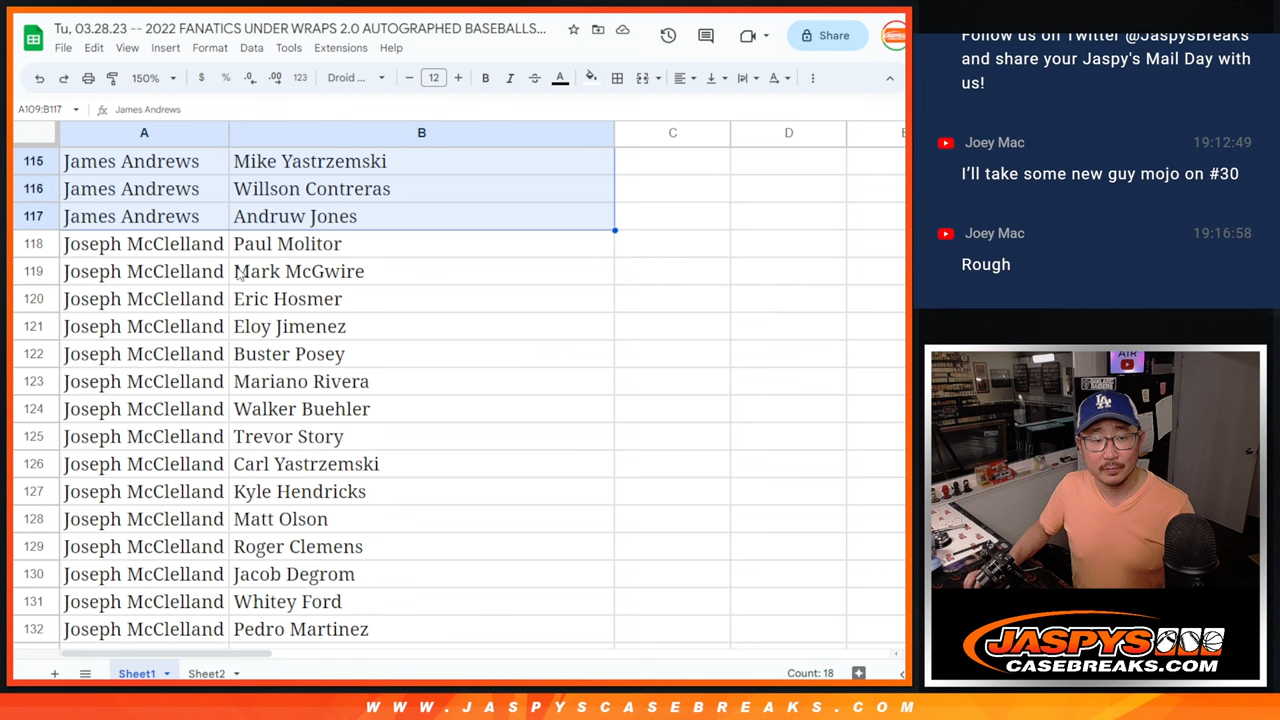 Tu, 03.28.23 -- 2022 FANATICS UNDER WRAPS 2.0 AUTOGRAPHED BASEBALLS...
Share
File Edit View Insert Format Data Tools Extensions Help
150% $ % .0 .00 123 Droid ... 12 B I A
A109:B117 fx James Andrews
A B C D E
115 James Andrews Mike Yastrzemski
116 James Andrews Willson Contreras
117 James Andrews Andruw Jones
118 Joseph McClelland Paul Molitor
119 Joseph McClelland Mark McGwire
120 Joseph McClelland Eric Hosmer
121 Joseph McClelland Eloy Jimenez
122 Joseph McClelland Buster Posey
123 Joseph McClelland Mariano Rivera
124 Joseph McClelland Walker Buehler
125 Joseph McClelland Trevor Story
126 Joseph McClelland Carl Yastrzemski
127 Joseph McClelland Kyle Hendricks
128 Joseph McClelland Matt Olson
129 Joseph McClelland Roger Clemens
130 Joseph McClelland Jacob Degrom
131 Joseph McClelland Whitey Ford
132 Joseph McClelland Pedro Martinez
Sheet1 Sheet2 Count: 18
Follow us on Twitter @JaspysBreaks
and share your Jaspy's Mail Day with
us!
Joey Mac 19:12:49
I'll take some new guy mojo on #30
Joey Mac 19:16:58
Rough
AIR
LA
JASPYS
CASEBREAKS.COM
WWW.JASPYSCASEBREAKS.COM